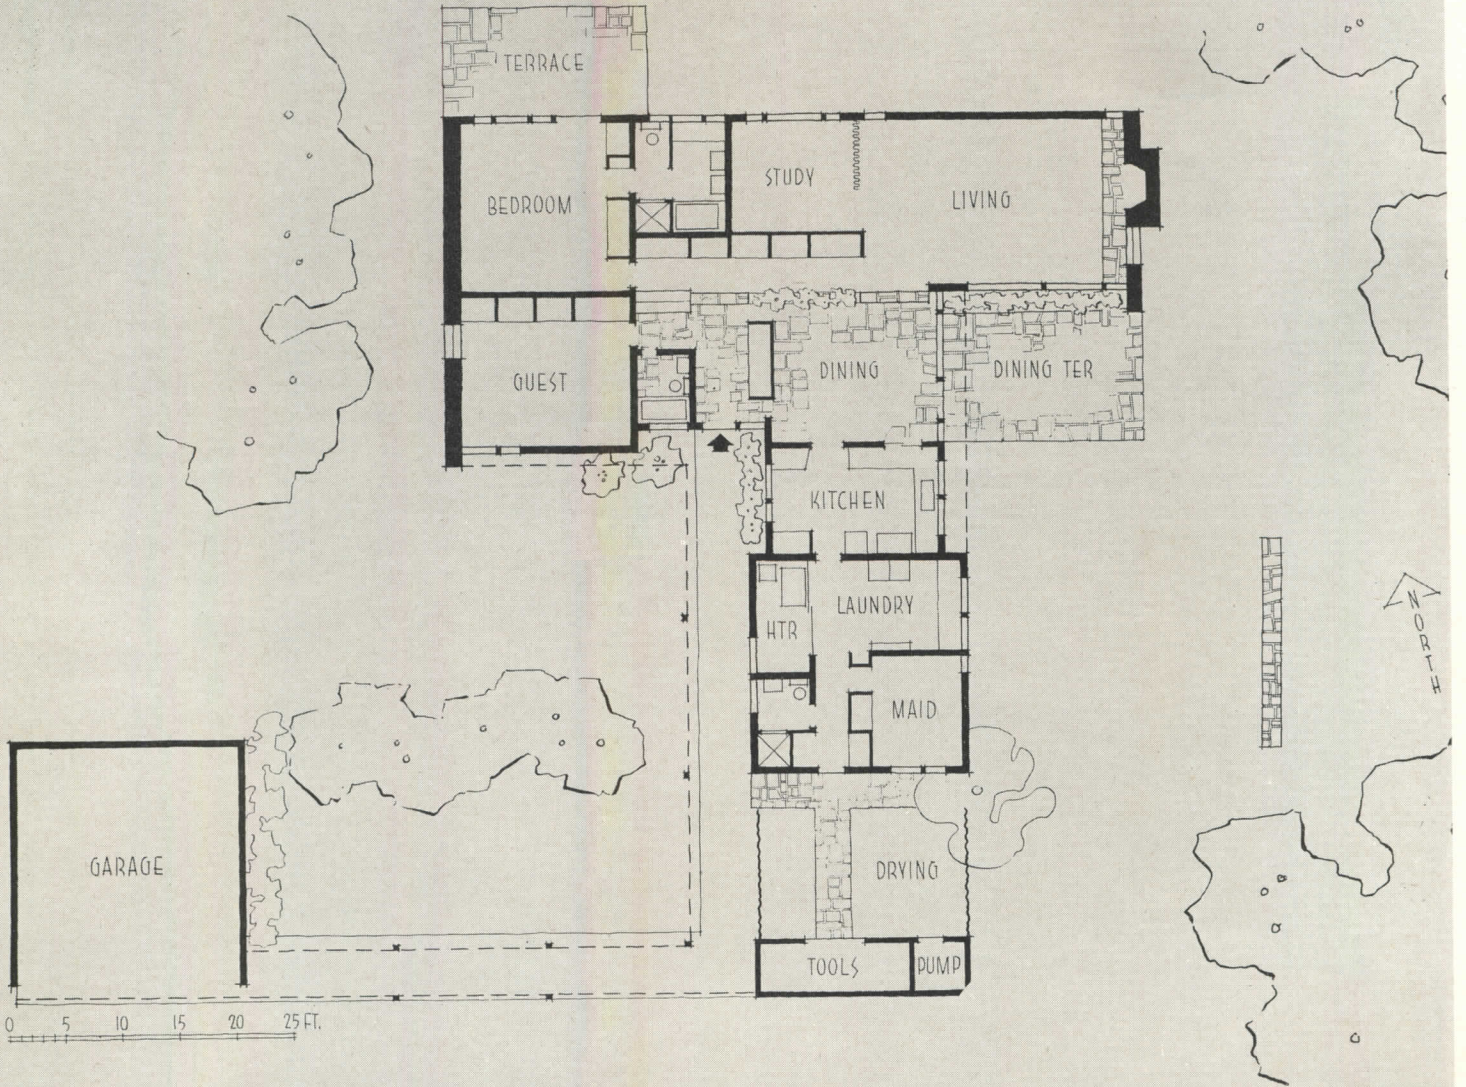 TERRACE
BEDROOM
STUDY
LIVING
GUEST
DINING
DINING TER
KITCHEN
LAUNDRY
HTR
MAID
NORTH
GARAGE
DRYING
TOOLS
PUMP
0 5 10 15 20 25 FT.